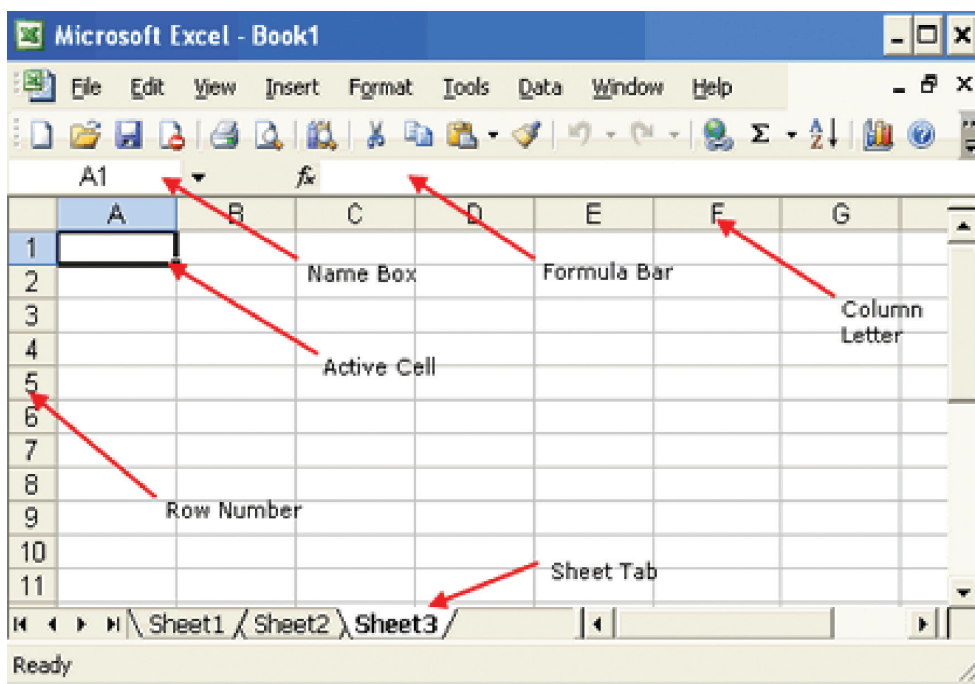 Microsoft Excel - Book1
File Edit View Insert Format Tools Data Window Help
A1 fx
A B C D E F G
1
Name Box Formula Bar
2
3
Column
Letter
4
Active Cell
5
6
7
8
9
Row Number
10
Sheet Tab
11
Sheet1 Sheet2 Sheet3
Ready